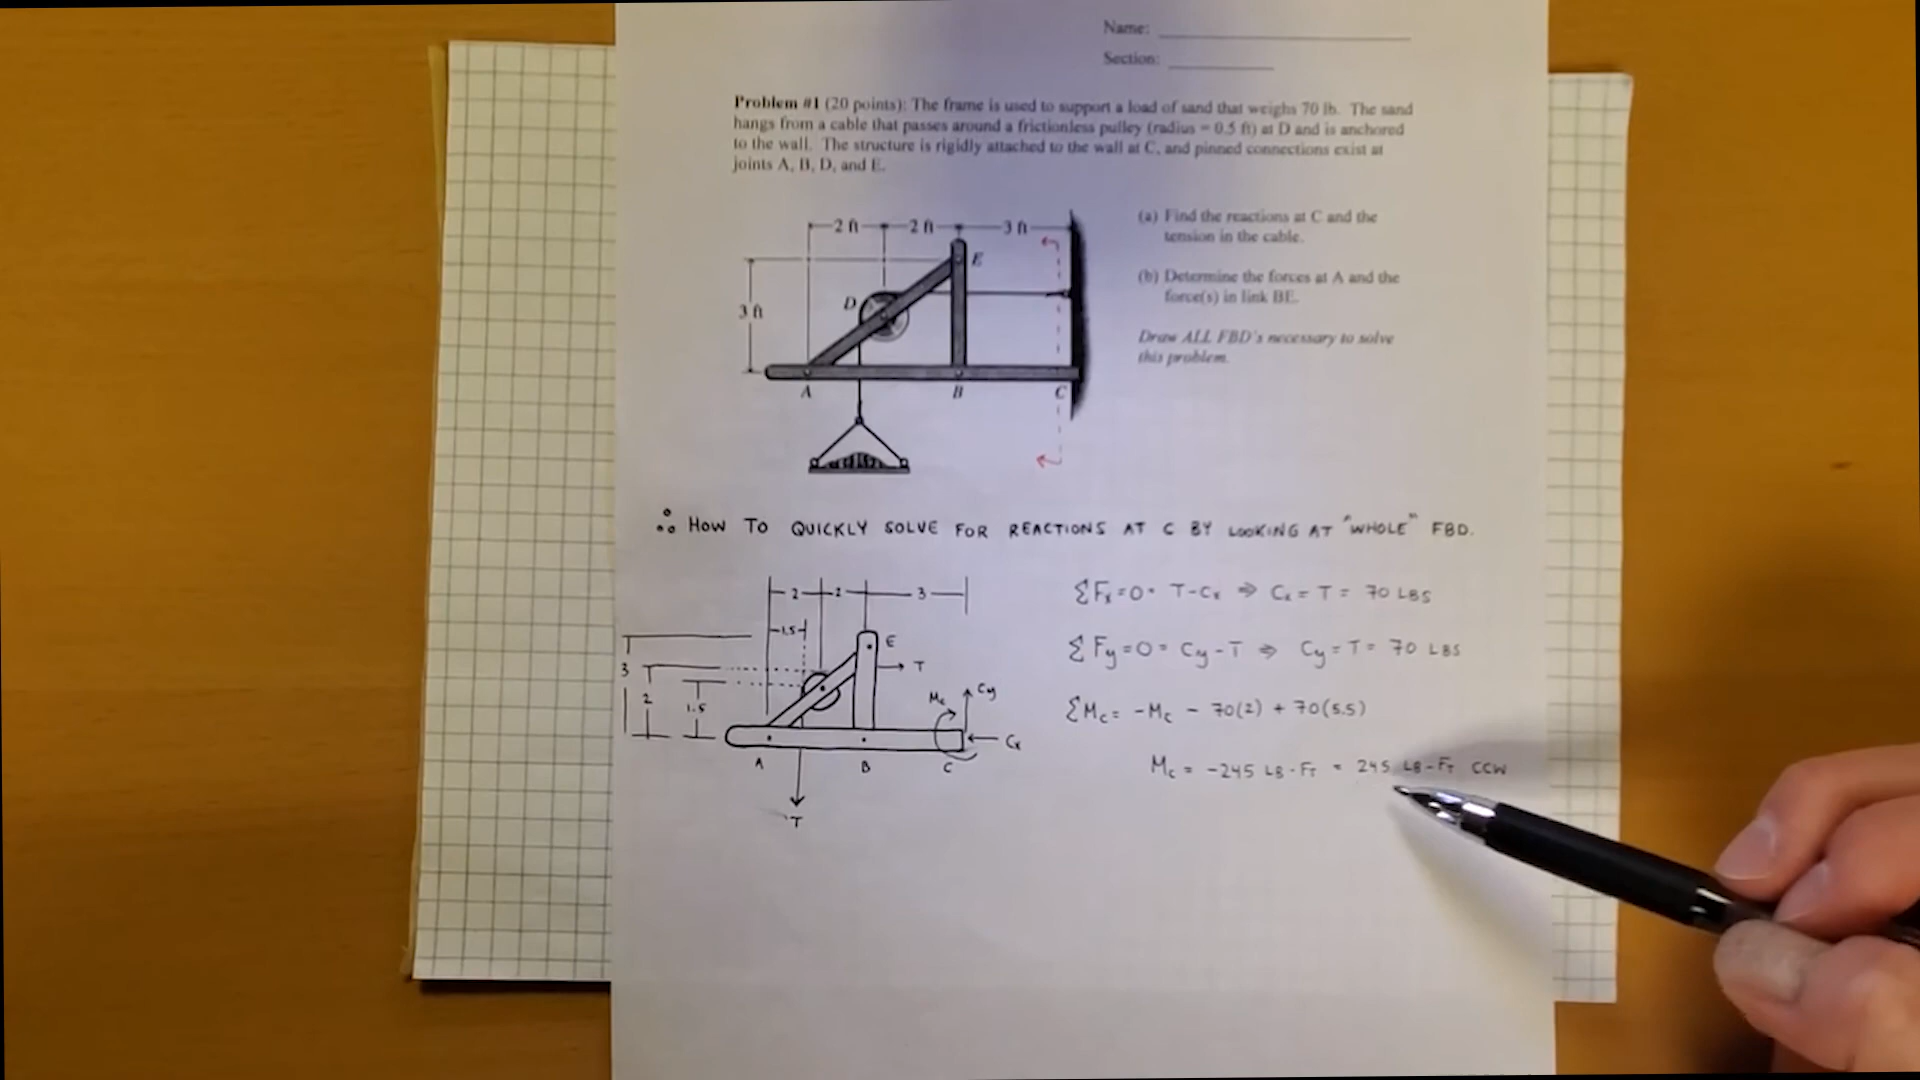 Name:
Section:
Problem #1 (20 points): The frame is used to support a load of sand that weighs 70 lb. The sand
hangs from a cable that passes around a frictionless pulley (radius = 0.5 ft) at D and is anchored
to the wall. The structure is rigidly attached to the wall at C, and pinned connections exist at
joints A, B, D, and E.
(a) Find the reactions at C and the
tension in the cable.
(b) Determine the forces at A and the
force(s) in link BE.
Draw ALL FBD's necessary to solve
this problem.
2 ft 2 ft 3 ft
E
D
3 ft
A B C
∴ HOW TO QUICKLY SOLVE FOR REACTIONS AT C BY LOOKING AT "WHOLE" FBD.
2 2 3
1.5
E
T
3
2
1.5
Mc Cy
Cx
A B C
T
ΣFx=0= T-Cx ⇒ Cx = T = 70 LBS
ΣFy=0= Cy-T ⇒ Cy=T= 70 LBS
ΣMc= -Mc - 70(2) + 70(5.5)
Mc = -245 LB-FT = 245 LB-FT CCW